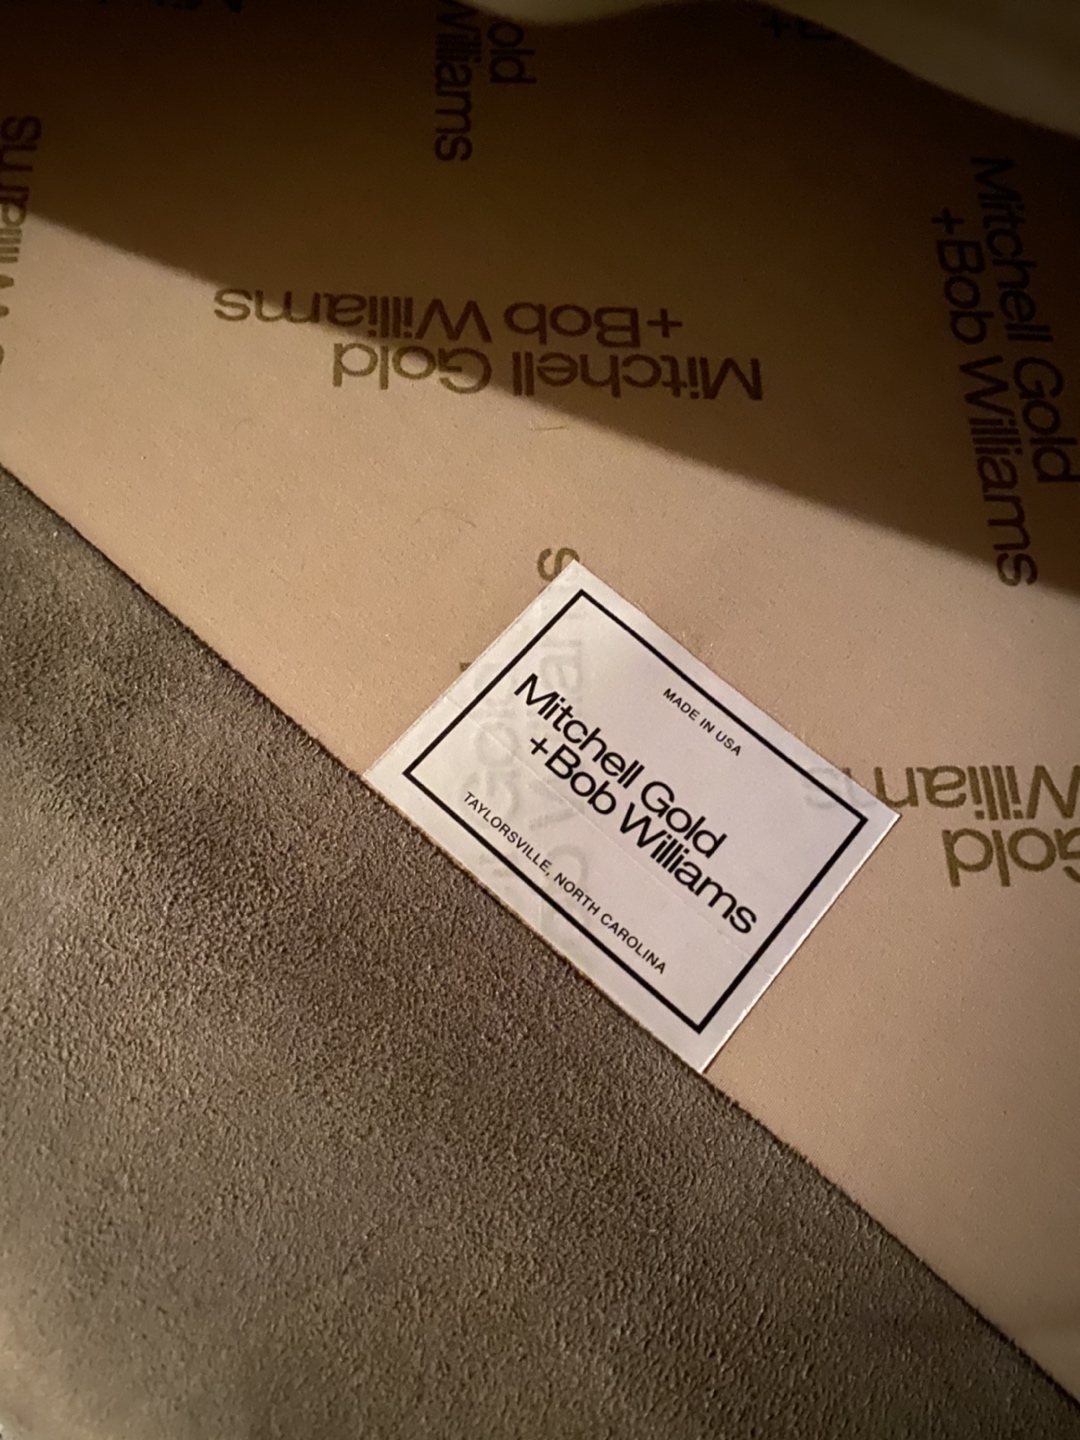 old
Williams
Mitchell Gold
+Bob Williams
Mitchell Gold
+Bob Williams
MADE IN USA
Mitchell Gold
+Bob Williams
TAYLORSVILLE, NORTH CAROLINA
Gold
Williams